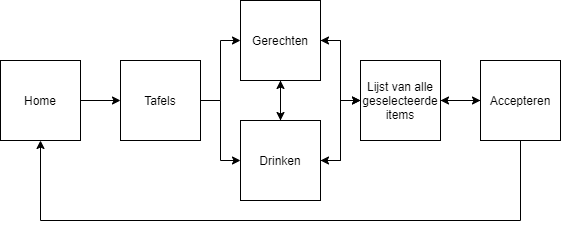 Home
Tafels
Gerechten
Drinken
Lijst van alle
geselecteerde
items
Accepteren